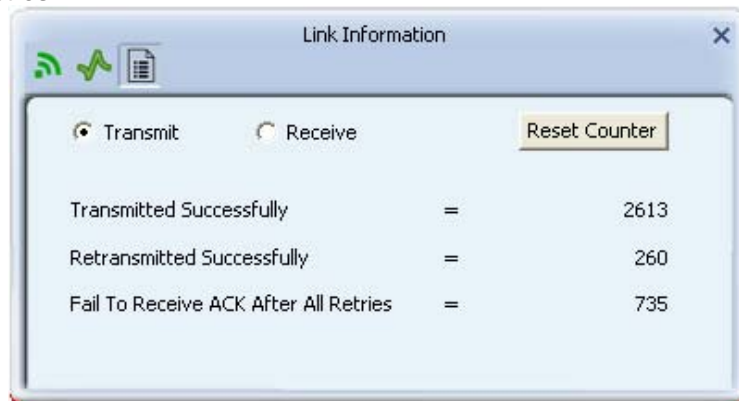 Link Information
Transmit Receive Reset Counter
Transmitted Successfully = 2613
Retransmitted Successfully = 260
Fail To Receive ACK After All Retries = 735